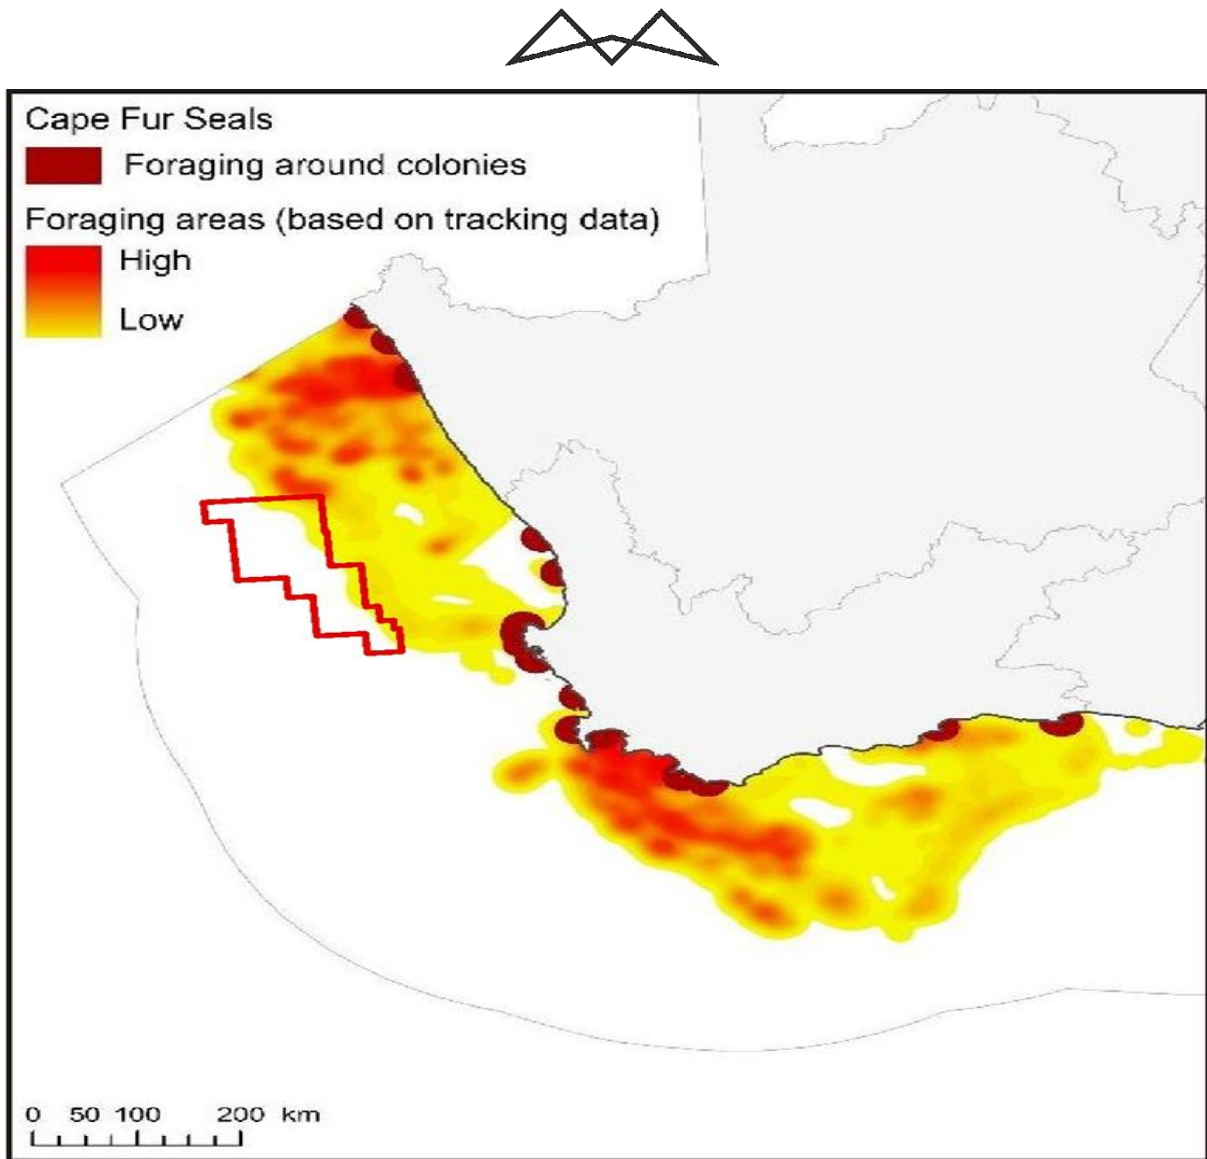 Cape Fur Seals
Foraging around colonies
Foraging areas (based on tracking data)
High
Low
0 50 100 200 km